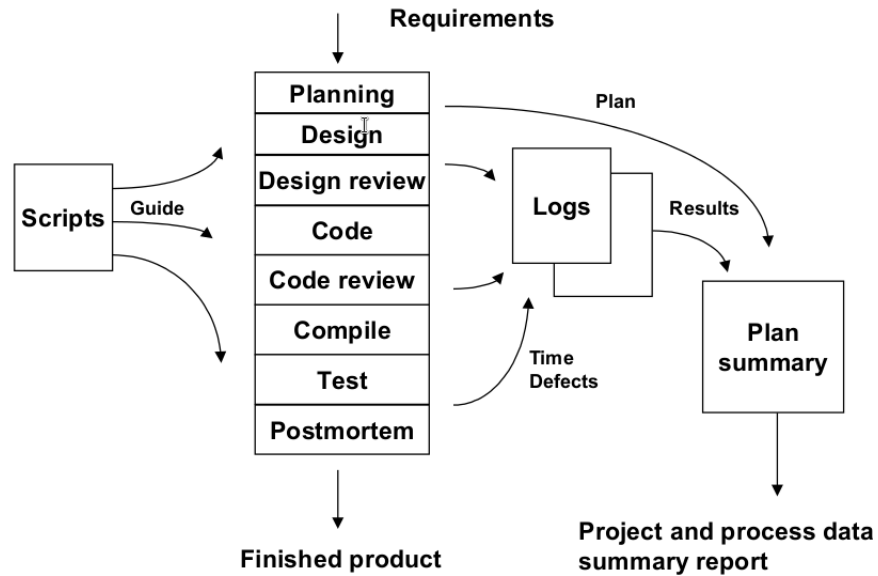 Requirements
Planning
Plan
Design
Design review
Scripts
Guide
Logs
Results
Code
Code review
Compile
Plan
summary
Time
Defects
Test
Postmortem
Finished product
Project and process data
summary report